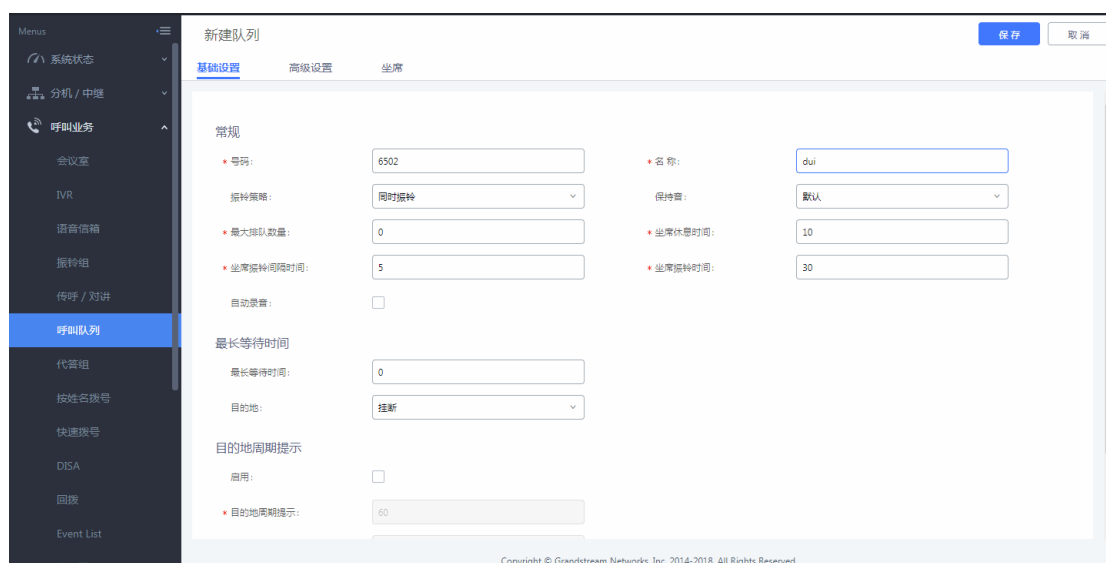 Menus
系统状态
分机 / 中继
呼叫业务
会议室
IVR
语音信箱
振铃组
传呼 / 对讲
呼叫队列
代答组
按姓名拨号
快速拨号
DISA
回拨
Event List
新建队列
保存 取消
基础设置 高级设置 坐席
常规
* 号码: 6502 * 名称: dui
振铃策略: 同时振铃 保持音: 默认
* 最大排队数量: 0 * 坐席休息时间: 10
* 坐席振铃间隔时间: 5 * 坐席振铃时间: 30
自动录音:
最长等待时间
最长等待时间: 0
目的地: 挂断
目的地周期提示
启用:
* 目的地周期提示: 60
Copyright © Grandstream Networks, Inc. 2014-2018. All Rights Reserved.